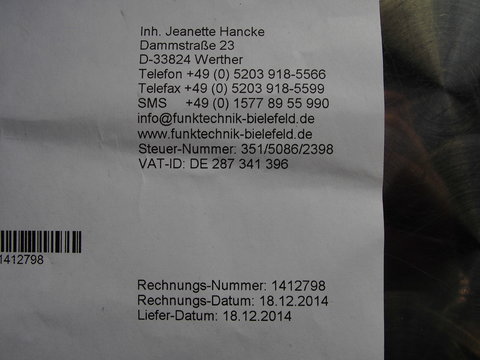 Inh. Jeanette Hancke
Dammstraße 23
D-33824 Werther
Telefon +49 (0) 5203 918-5566
Telefax +49 (0) 5203 918-5599
SMS +49 (0) 1577 89 55 990
info@funktechnik-bielefeld.de
www.funktechnik-bielefeld.de
Steuer-Nummer: 351/5086/2398
VAT-ID: DE 287 341 396
1412798
Rechnungs-Nummer: 1412798
Rechnungs-Datum: 18.12.2014
Liefer-Datum: 18.12.2014